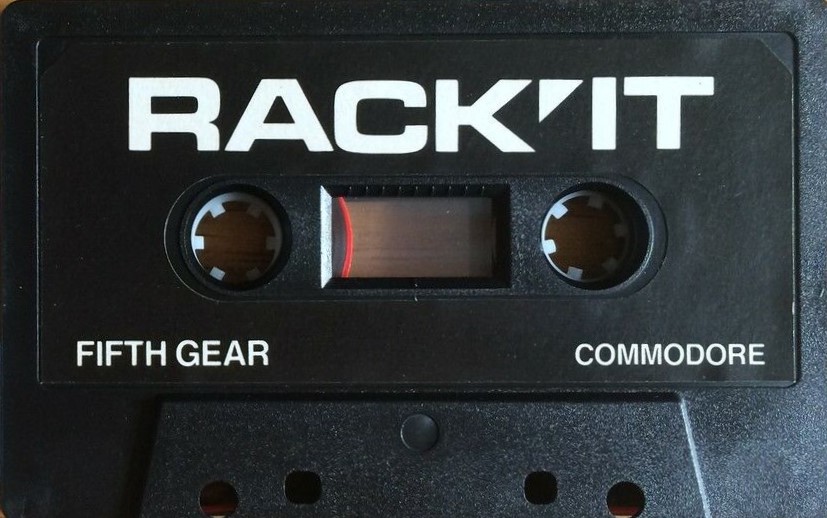 RACK'IT
FIFTH GEAR
COMMODORE